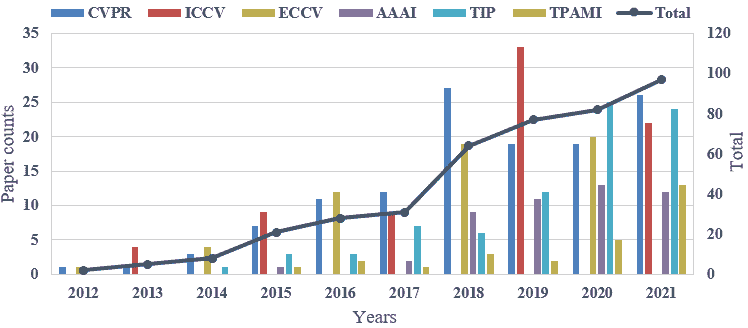 CVPR ICCV ECCV AAAI TIP TPAMI Total
35 120
30 100
25 80
20
15 60
10 40
5 20
0 0
Paper counts
Total
2012 2013 2014 2015 2016 2017 2018 2019 2020 2021
Years